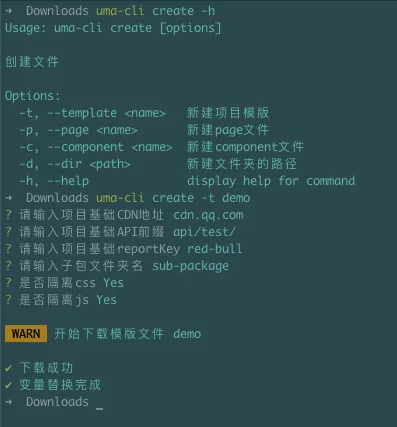 ➜ Downloads uma-cli create -h
Usage: uma-cli create [options]
创建文件
Options:
-t, --template <name> 新建项目模版
-p, --page <name> 新建page文件
-c, --component <name> 新建component文件
-d, --dir <path> 新建文件夹的路径
-h, --help display help for command
➜ Downloads uma-cli create -t demo
? 请输入项目基础CDN地址 cdn.qq.com
? 请输入项目基础API前缀 api/test/
? 请输入项目基础reportKey red-bull
? 请输入子包文件夹名 sub-package
? 是否隔离css Yes
? 是否隔离js Yes
WARN 开始下载模版文件 demo
✔ 下载成功
✔ 变量替换完成
➜ Downloads _